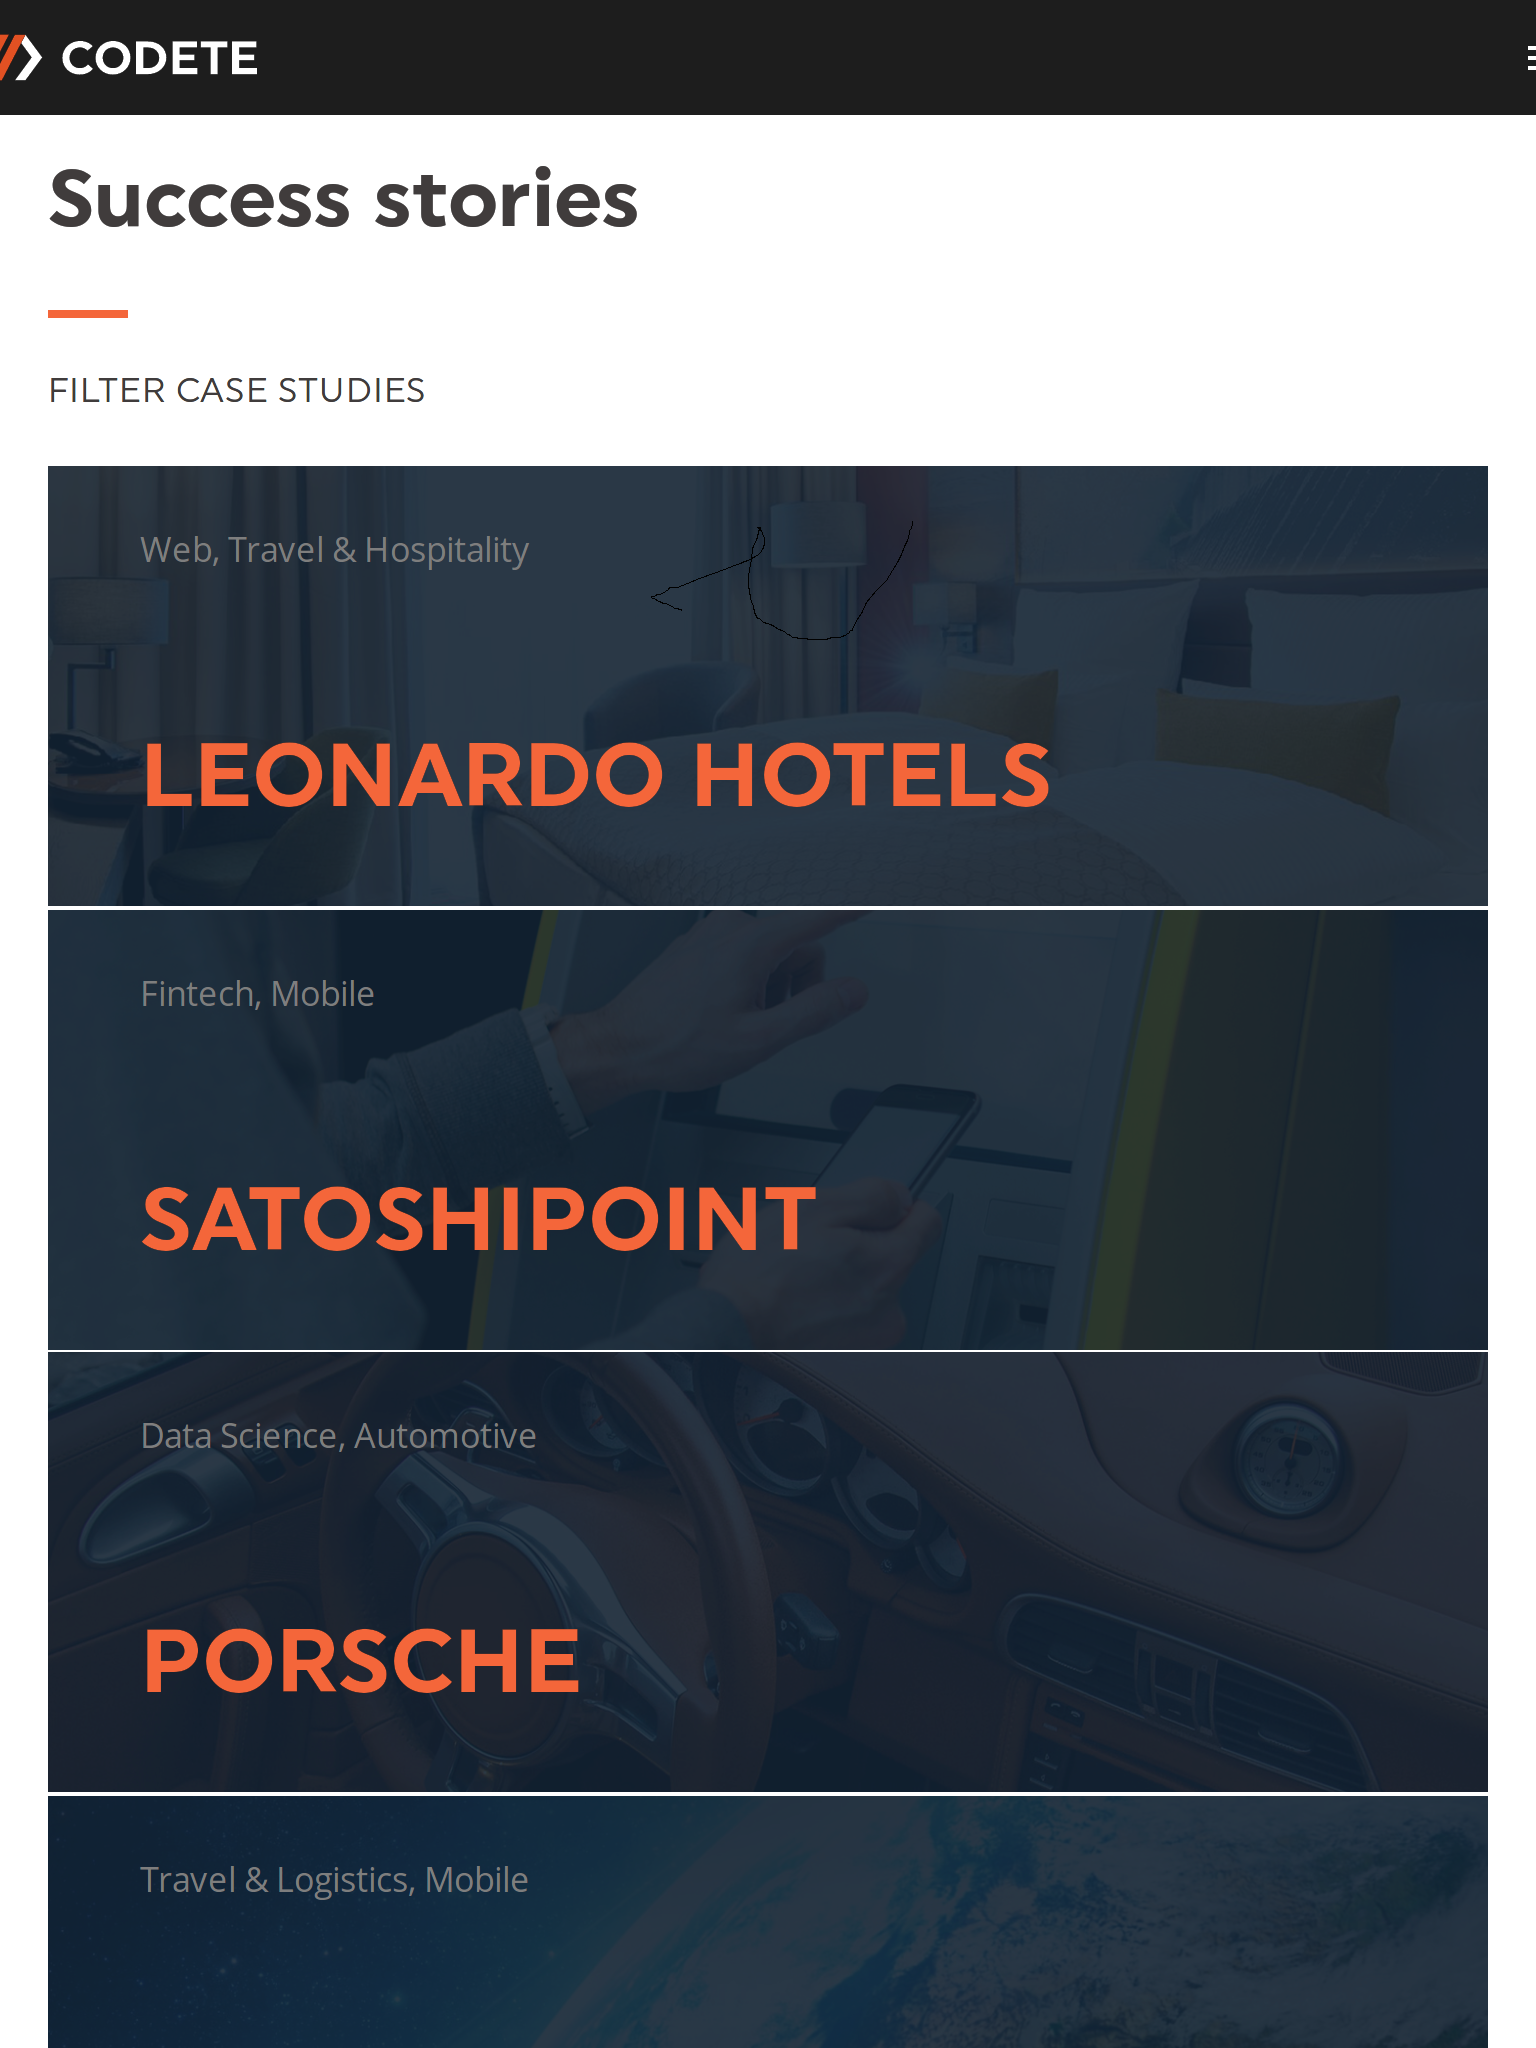 CODETE
Success stories
FILTER CASE STUDIES
Web, Travel & Hospitality
LEONARDO HOTELS
Fintech, Mobile
SATOSHIPOINT
Data Science, Automotive
PORSCHE
Travel & Logistics, Mobile